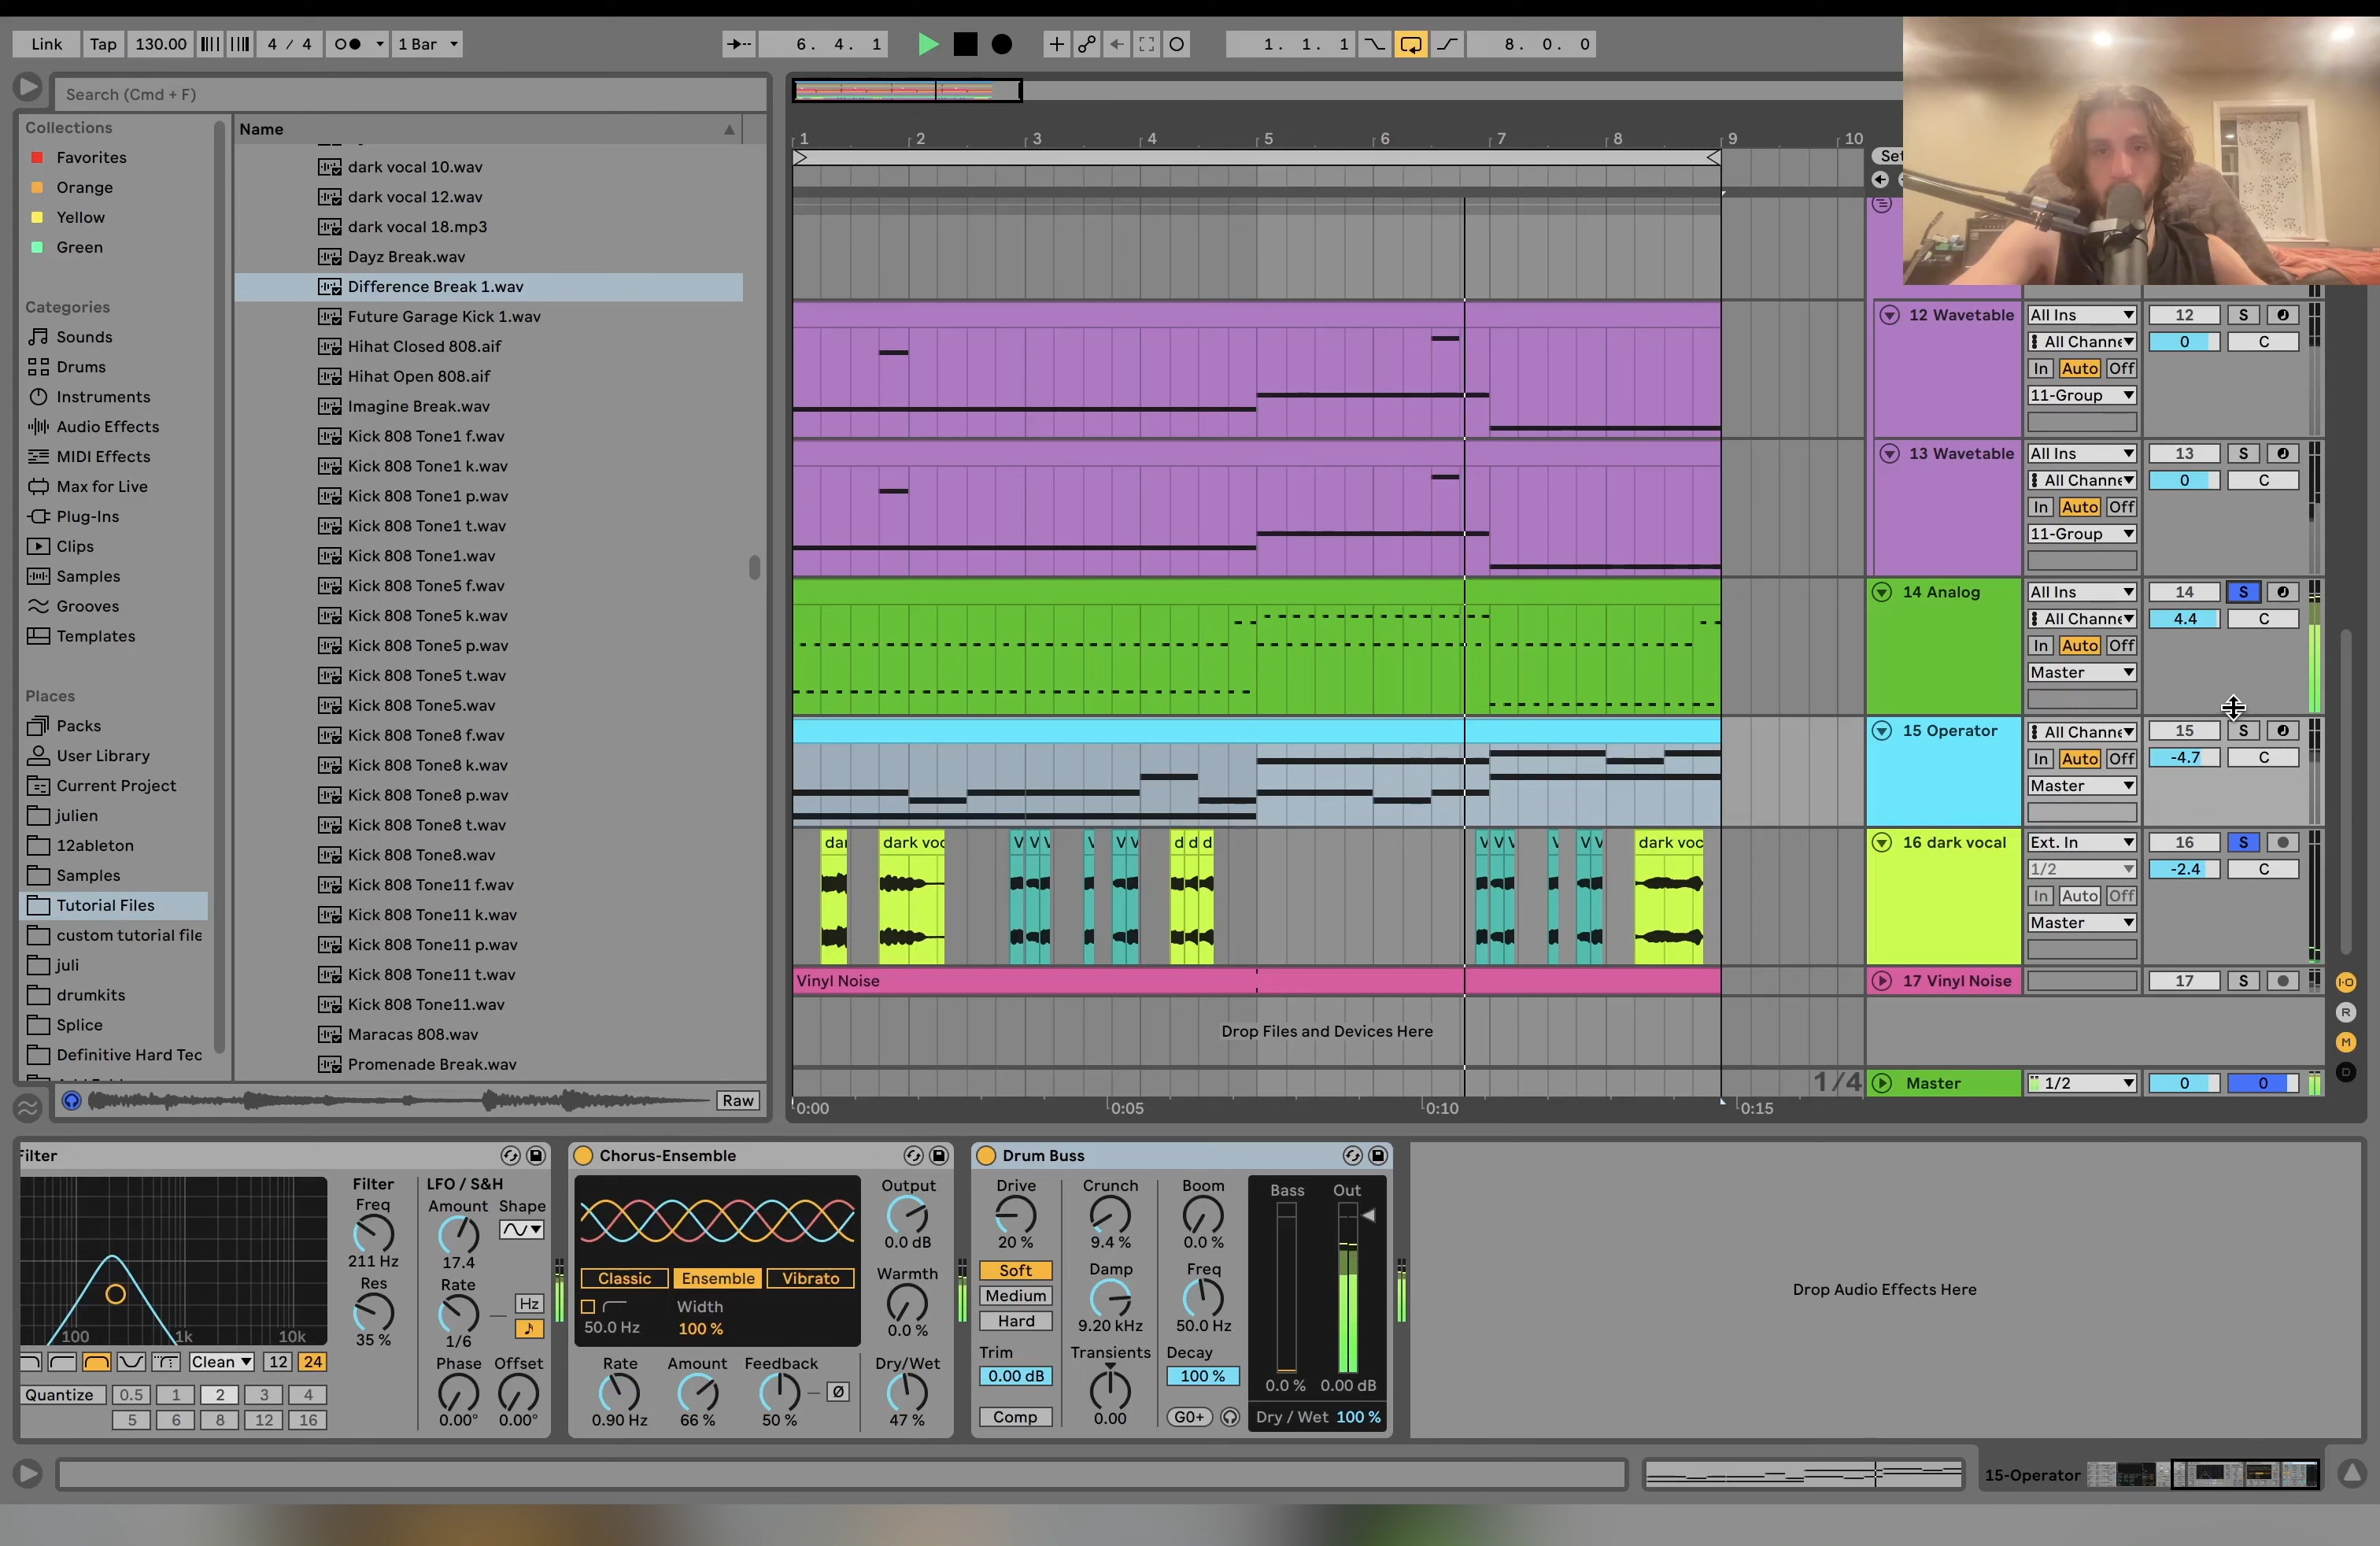 Link Tap 130.00 4 / 4 1 Bar 6. 4. 1 1. 1. 1 8. 0. 0
Search (Cmd + F)
Collections
Favorites
Orange
Yellow
Green
Categories
Sounds
Drums
Instruments
Audio Effects
MIDI Effects
Max for Live
Plug-Ins
Clips
Samples
Grooves
Templates
Places
Packs
User Library
Current Project
julien
12ableton
Samples
Tutorial Files
custom tutorial file
juli
drumkits
Splice
Definitive Hard Tec
Name
dark vocal 10.wav
dark vocal 12.wav
dark vocal 18.mp3
Dayz Break.wav
Difference Break 1.wav
Future Garage Kick 1.wav
Hihat Closed 808.aif
Hihat Open 808.aif
Imagine Break.wav
Kick 808 Tone1 f.wav
Kick 808 Tone1 k.wav
Kick 808 Tone1 p.wav
Kick 808 Tone1 t.wav
Kick 808 Tone1.wav
Kick 808 Tone5 f.wav
Kick 808 Tone5 k.wav
Kick 808 Tone5 p.wav
Kick 808 Tone5 t.wav
Kick 808 Tone5.wav
Kick 808 Tone8 f.wav
Kick 808 Tone8 k.wav
Kick 808 Tone8 p.wav
Kick 808 Tone8 t.wav
Kick 808 Tone8.wav
Kick 808 Tone11 f.wav
Kick 808 Tone11 k.wav
Kick 808 Tone11 p.wav
Kick 808 Tone11 t.wav
Kick 808 Tone11.wav
Maracas 808.wav
Promenade Break.wav
Raw
1 2 3 4 5 6 7 8 9 10
Set
12 Wavetable All Ins 12 S
All Channe 0 C
In Auto Off
11-Group
13 Wavetable All Ins 13 S
All Channe 0 C
In Auto Off
11-Group
14 Analog All Ins 14 S
All Channe 4.4 C
In Auto Off
Master
15 Operator All Channe 15 S
In Auto Off -4.7 C
Master
dar dark voc V V V V V V d d d V V V V V V dark voc
16 dark vocal Ext. In 16 S
1/2 -2.4 C
In Auto Off
Master
Vinyl Noise 17 Vinyl Noise 17 S
I·O
R
M
D
Drop Files and Devices Here
1/4 Master 1/2 0 0
0:00 0:05 0:10 0:15
Filter
100 1k 10k
Clean 12 24
Quantize 0.5 1 2 3 4
5 6 8 12 16
Filter
Freq
211 Hz
Res
35 %
LFO / S&H
Amount Shape
17.4
Rate
1/6
Hz
Phase Offset
0.00° 0.00°
Chorus-Ensemble
Classic Ensemble Vibrato
50.0 Hz
Width
100 %
Rate Amount Feedback
0.90 Hz 66 % 50 %
Ø
Output
0.0 dB
Warmth
0.0 %
Dry/Wet
47 %
Drum Buss
Drive
20 %
Soft
Medium
Hard
Trim
0.00 dB
Comp
Crunch
9.4 %
Damp
9.20 kHz
Transients
0.00
Boom
0.0 %
Freq
50.0 Hz
Decay
100 %
G0+
Bass Out
0.0 % 0.00 dB
Dry / Wet 100 %
Drop Audio Effects Here
15-Operator